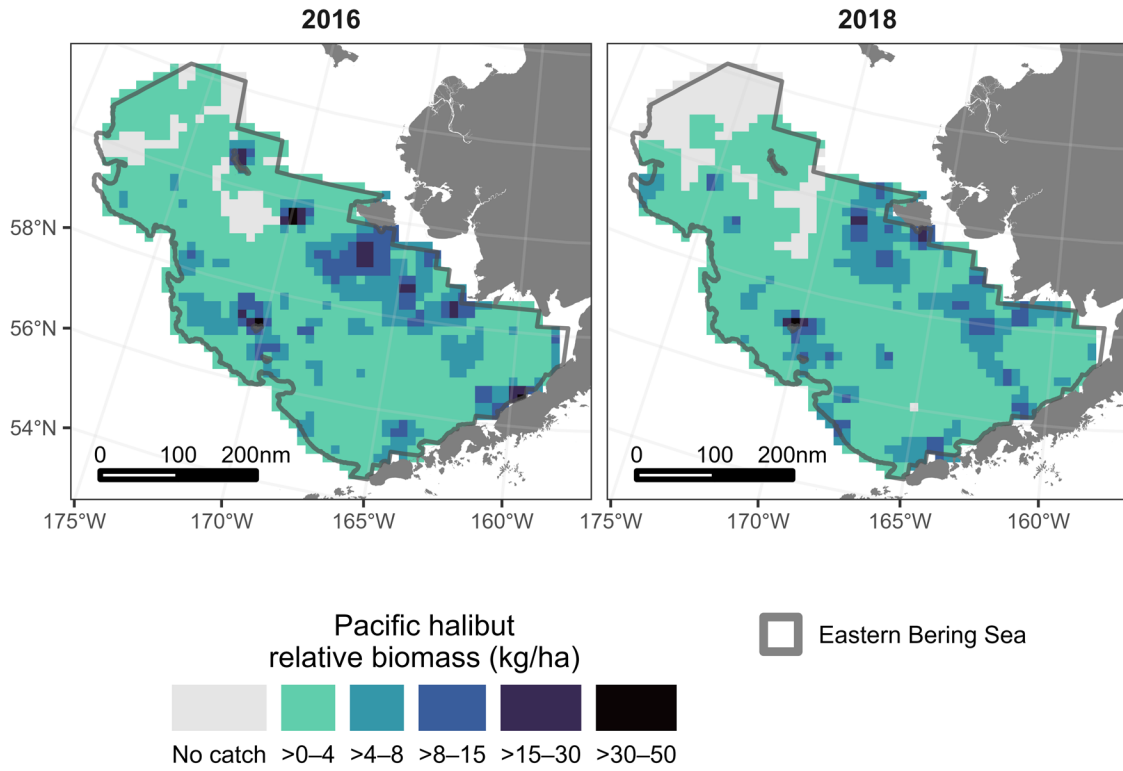 2016
2018
58°N
56°N
54°N
0 100 200nm
0 100 200nm
175°W 170°W 165°W 160°W 175°W 170°W 165°W 160°W
Pacific halibut
relative biomass (kg/ha)
Eastern Bering Sea
No catch >0–4 >4–8 >8–15 >15–30 >30–50